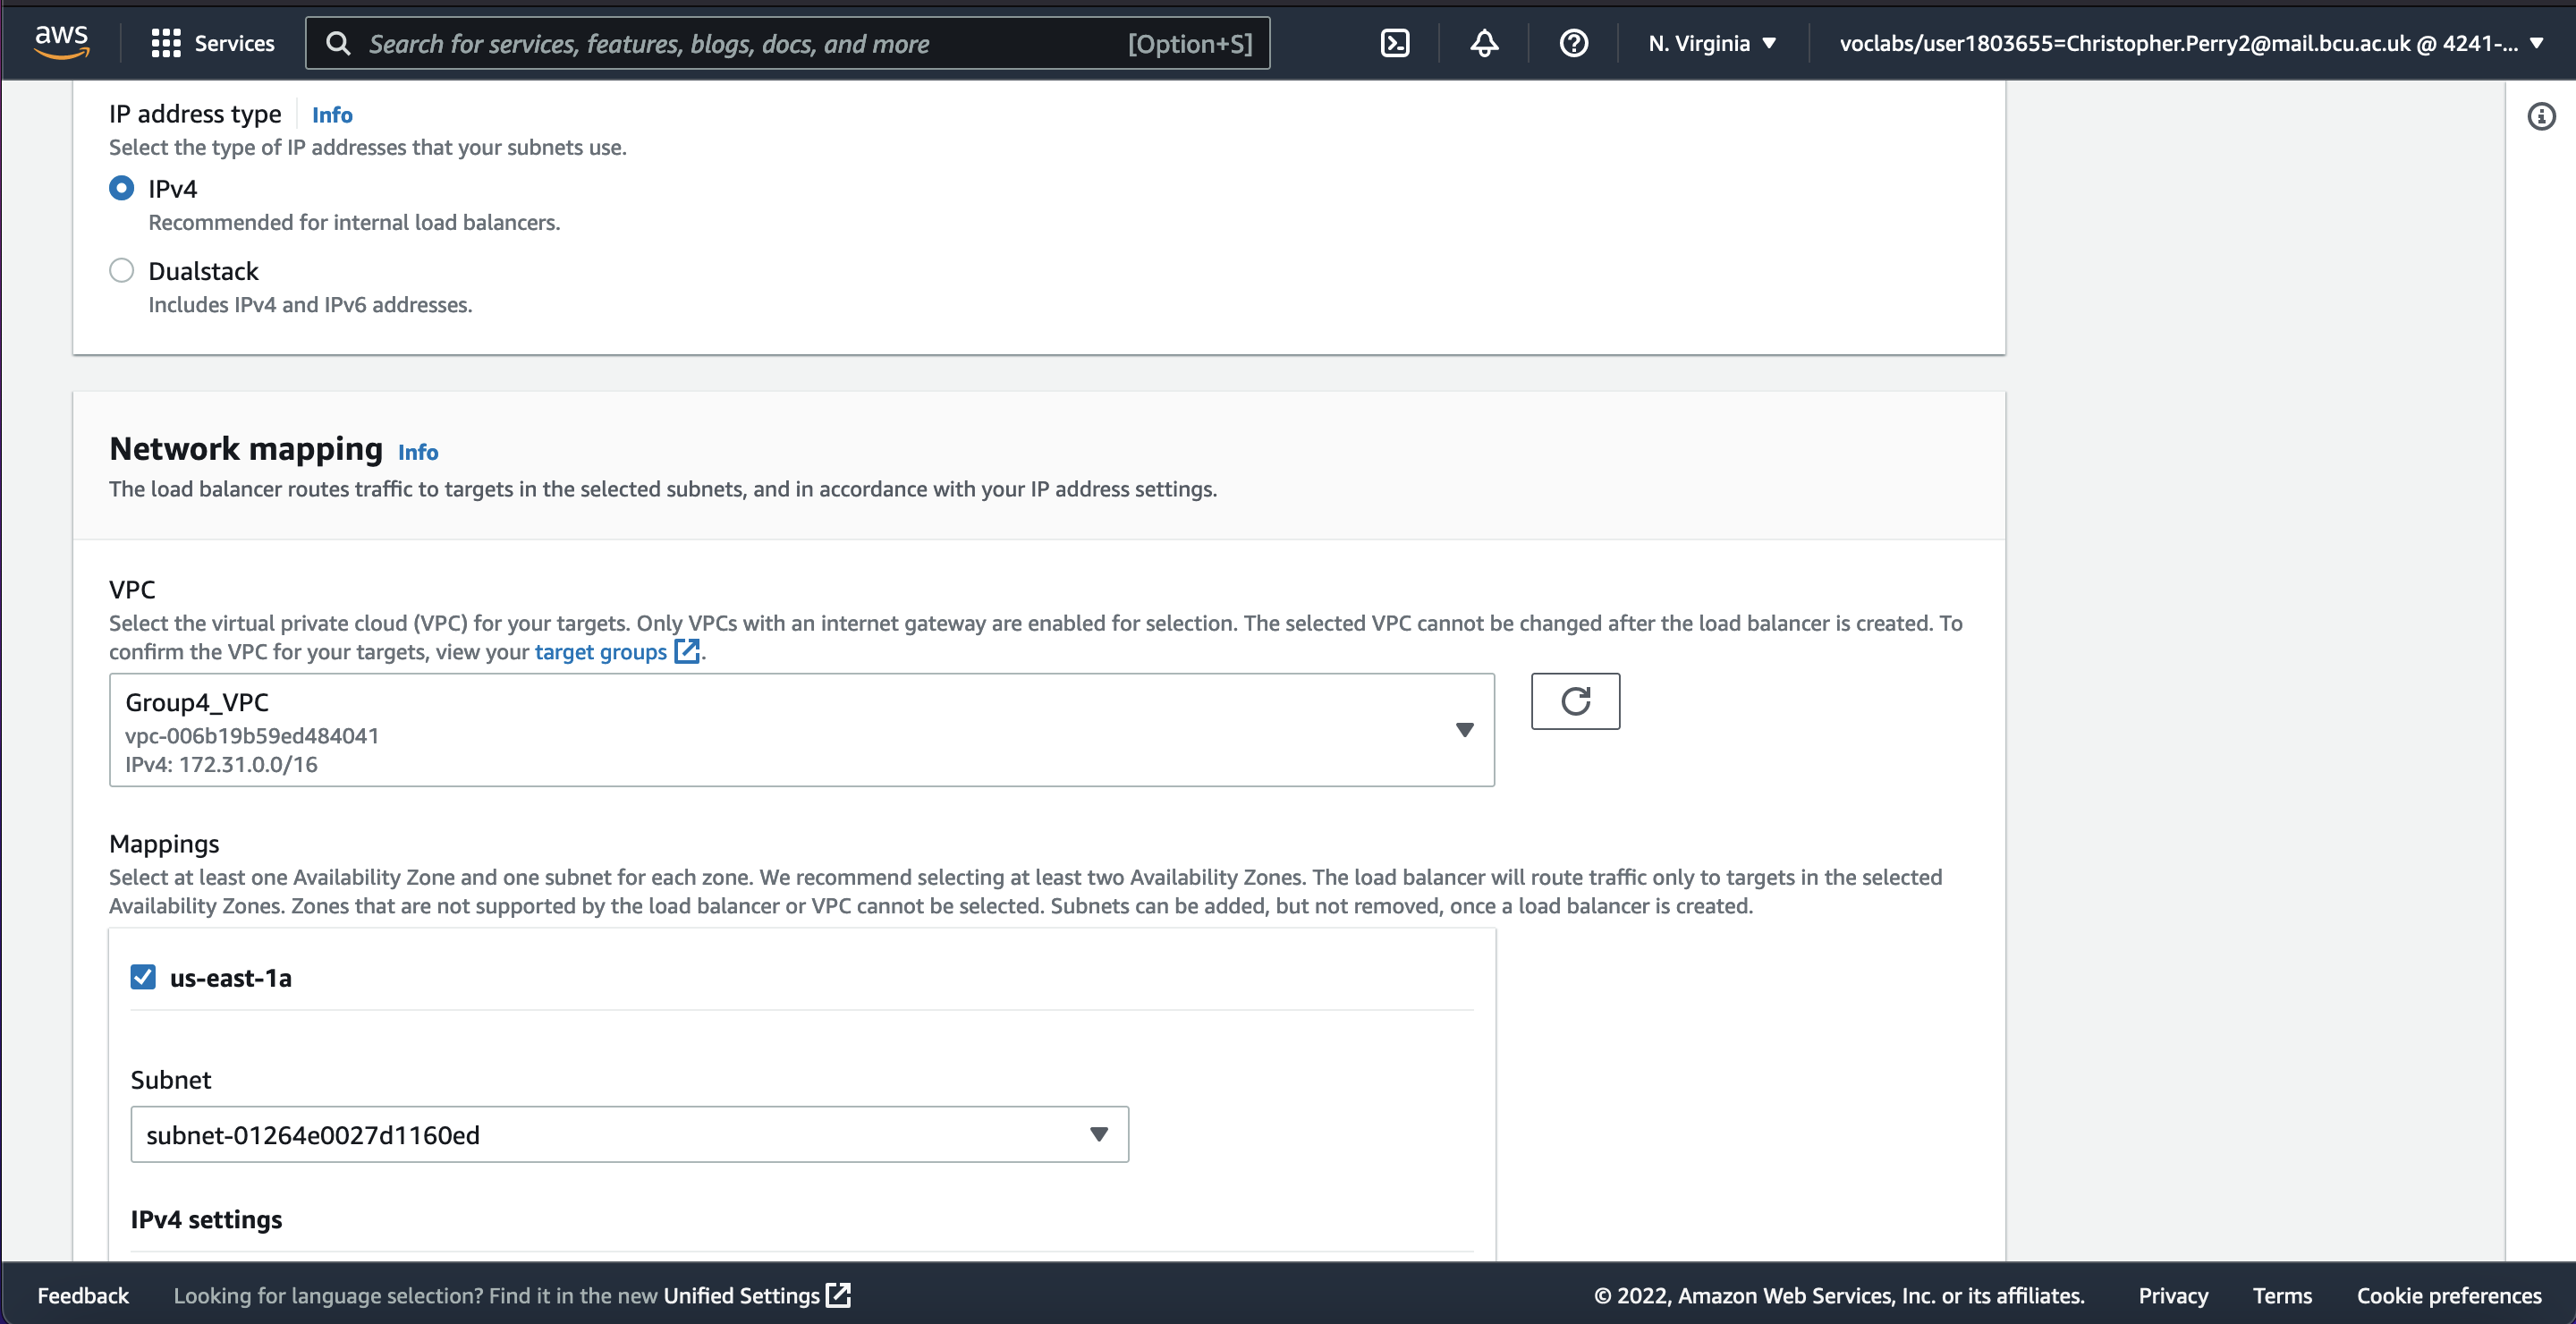 aws
Services
Search for services, features, blogs, docs, and more
[Option+S]
N. Virginia
voclabs/user1803655=Christopher.Perry2@mail.bcu.ac.uk @ 4241-...
IP address type
Info
Select the type of IP addresses that your subnets use.
IPv4
Recommended for internal load balancers.
Dualstack
Includes IPv4 and IPv6 addresses.
Network mapping
Info
The load balancer routes traffic to targets in the selected subnets, and in accordance with your IP address settings.
VPC
Select the virtual private cloud (VPC) for your targets. Only VPCs with an internet gateway are enabled for selection. The selected VPC cannot be changed after the load balancer is created. To
confirm the VPC for your targets, view your target groups.
Group4_VPC
vpc-006b19b59ed484041
IPv4: 172.31.0.0/16
Mappings
Select at least one Availability Zone and one subnet for each zone. We recommend selecting at least two Availability Zones. The load balancer will route traffic only to targets in the selected
Availability Zones. Zones that are not supported by the load balancer or VPC cannot be selected. Subnets can be added, but not removed, once a load balancer is created.
us-east-1a
Subnet
subnet-01264e0027d1160ed
IPv4 settings
Feedback
Looking for language selection? Find it in the new Unified Settings
© 2022, Amazon Web Services, Inc. or its affiliates.
Privacy
Terms
Cookie preferences